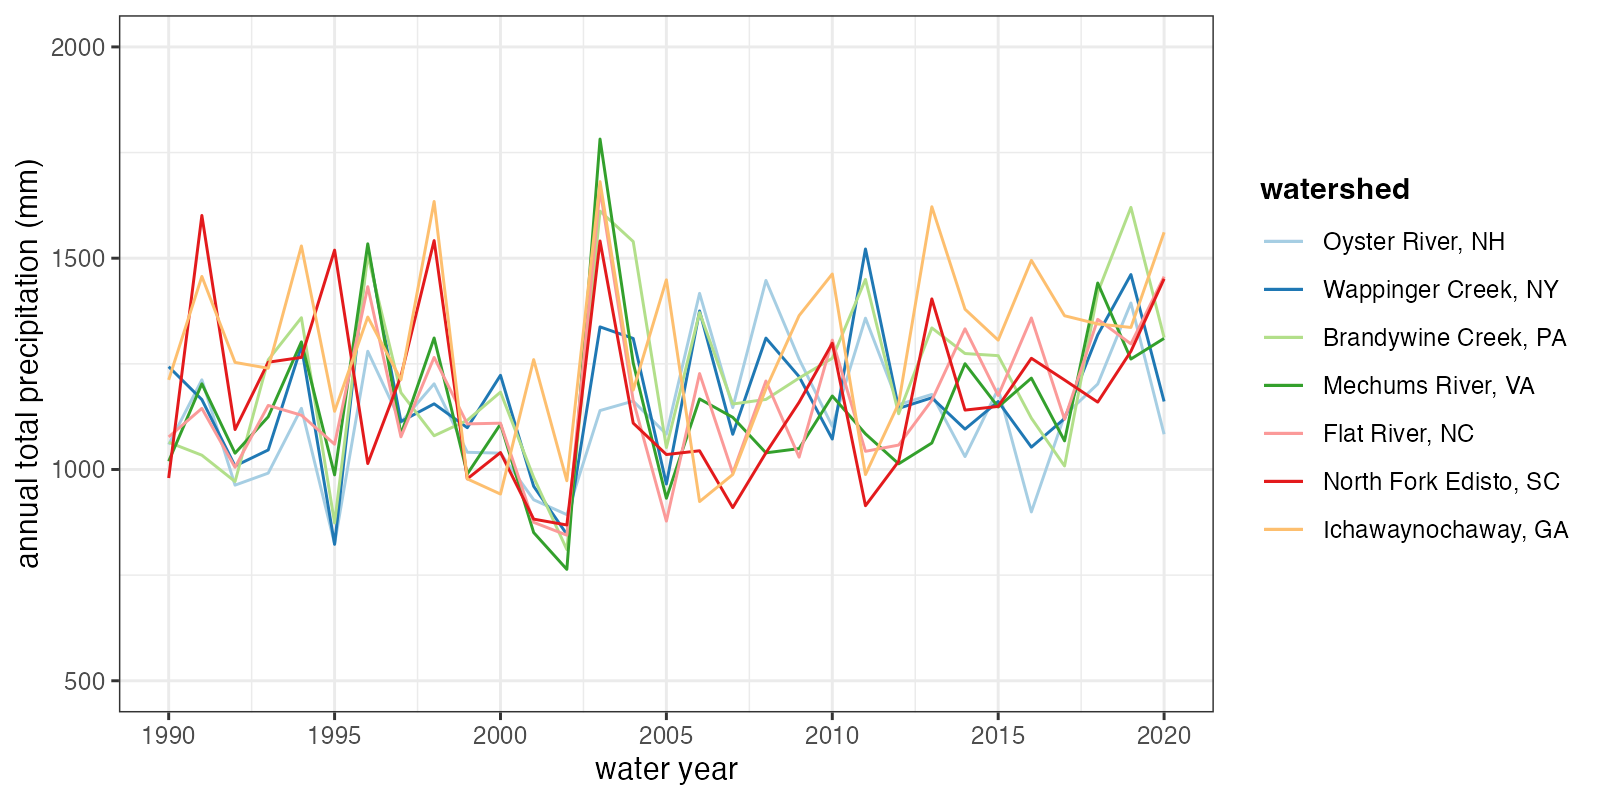 2000
1500
1000
500
annual total precipitation (mm)
1990 1995 2000 2005 2010 2015 2020
water year
watershed
Oyster River, NH
Wappinger Creek, NY
Brandywine Creek, PA
Mechums River, VA
Flat River, NC
North Fork Edisto, SC
Ichawaynochaway, GA